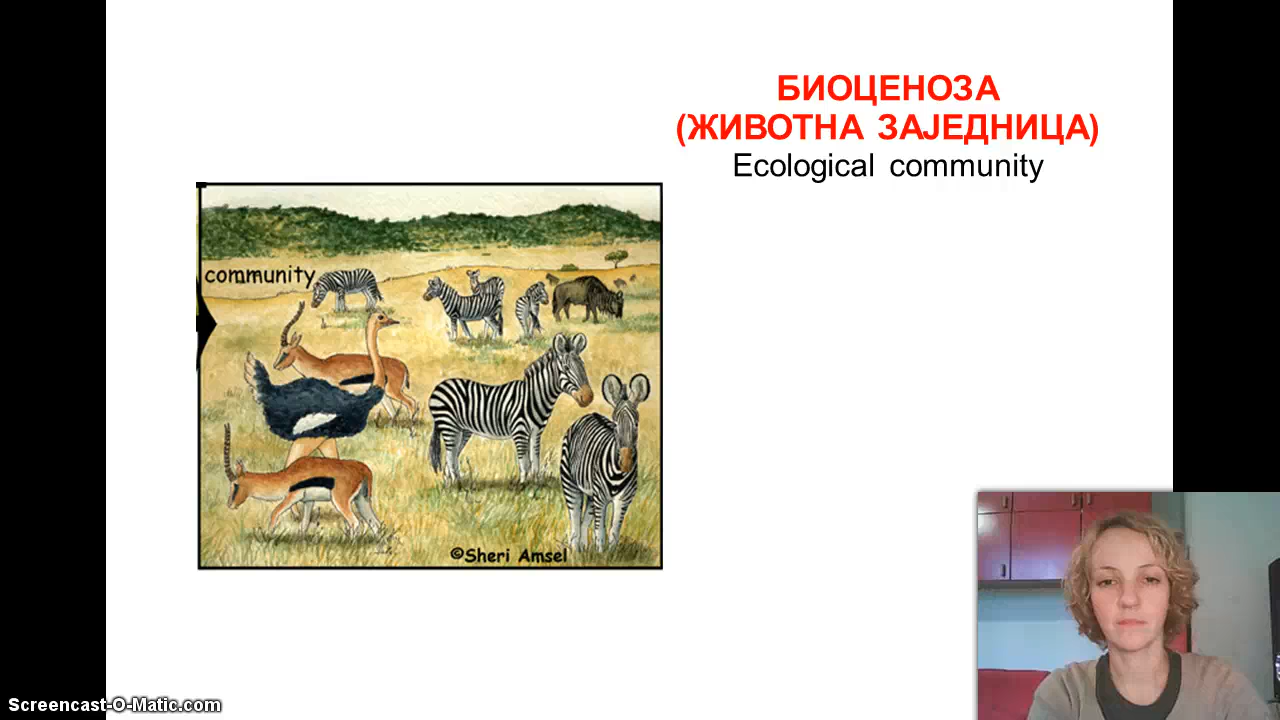 БИОЦЕНОЗА
(ЖИВОТНА ЗАЈЕДНИЦА)
Ecological community
community
©Sheri Amsel
Screencast-O-Matic.com